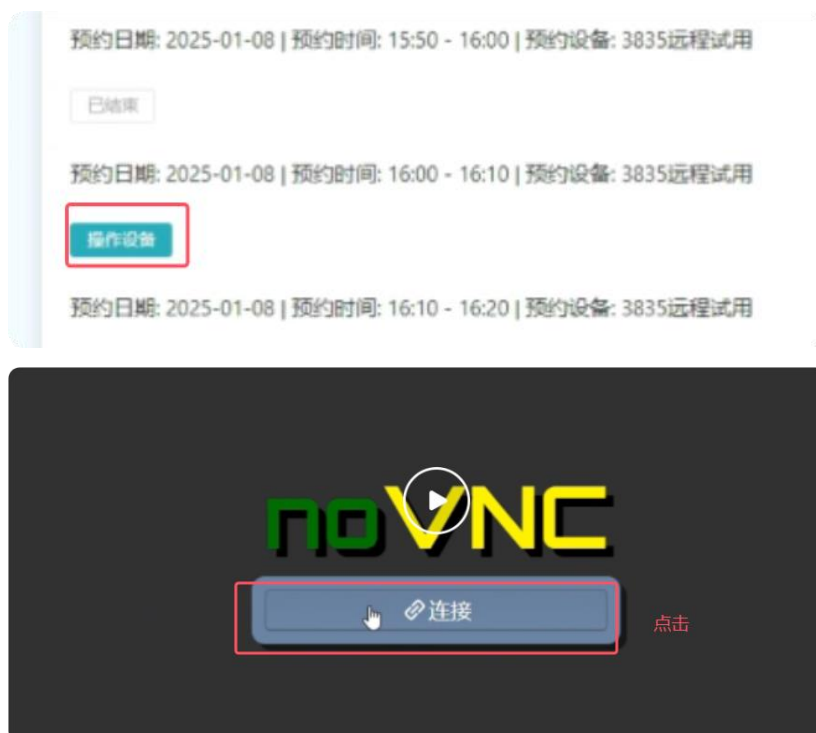 预约日期: 2025-01-08 | 预约时间: 15:50 - 16:00 | 预约设备: 3835远程试用
已结束
预约日期: 2025-01-08 | 预约时间: 16:00 - 16:10 | 预约设备: 3835远程试用
操作设备
预约日期: 2025-01-08 | 预约时间: 16:10 - 16:20 | 预约设备: 3835远程试用
noVNC
连接
点击